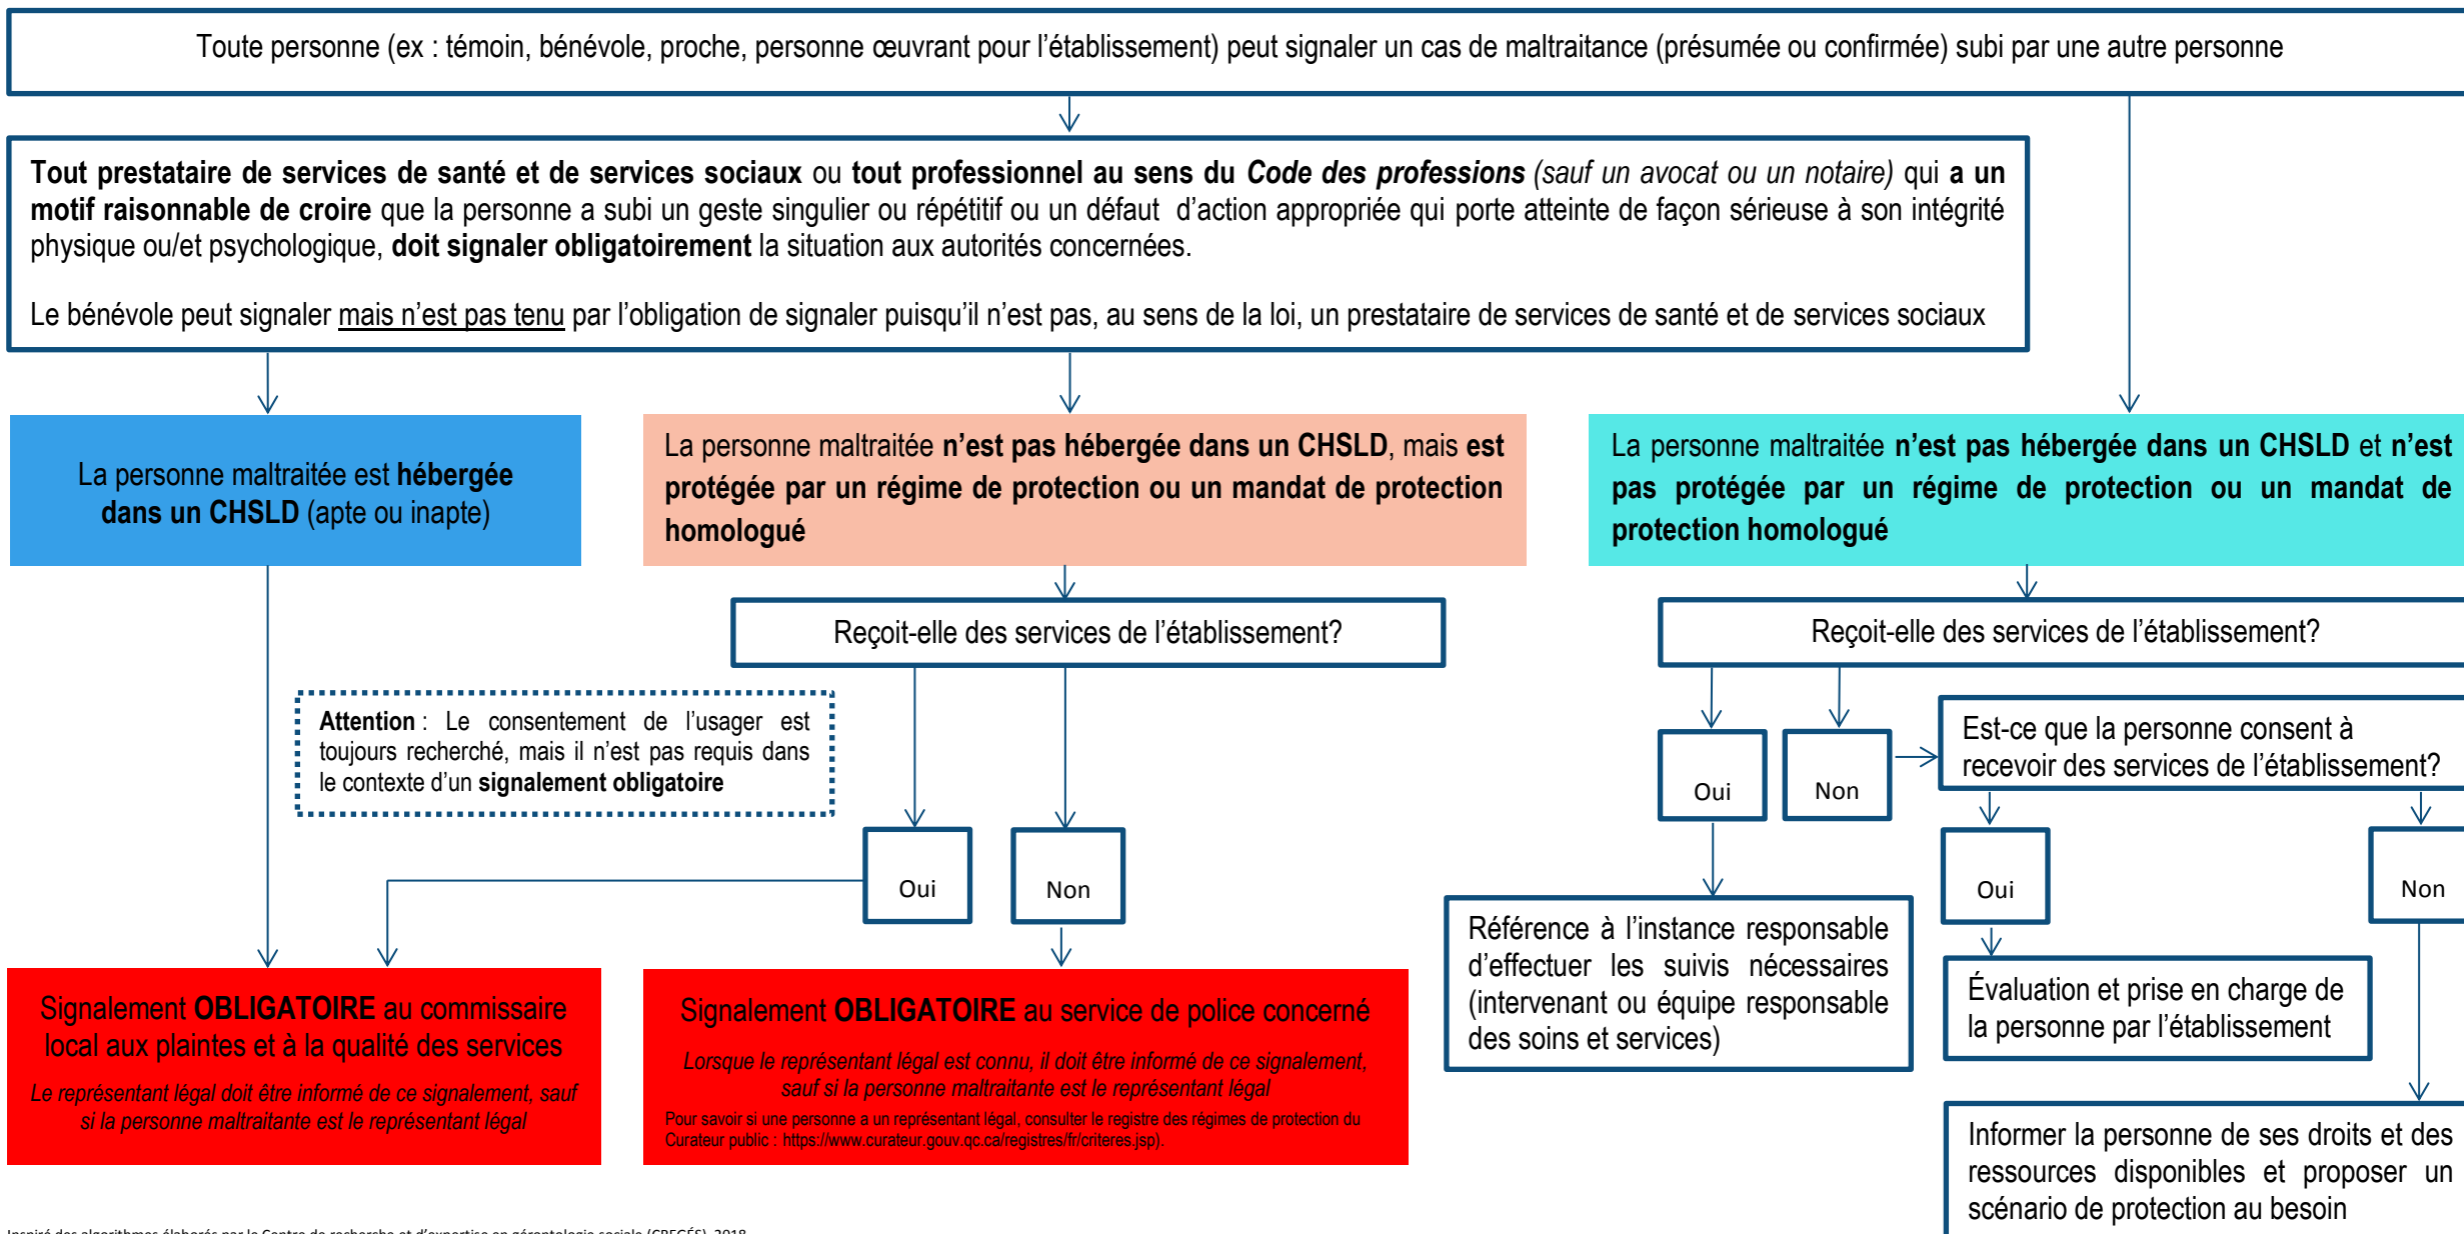 Toute personne (ex : témoin, bénévole, proche, personne œuvrant pour l'établissement) peut signaler un cas de maltraitance (présumée ou confirmée) subi par une autre personne
Tout prestataire de services de santé et de services sociaux ou tout professionnel au sens du Code des professions (sauf un avocat ou un notaire) qui a un
motif raisonnable de croire que la personne a subi un geste singulier ou répétitif ou un défaut d'action appropriée qui porte atteinte de façon sérieuse à son intégrité
physique ou/et psychologique, doit signaler obligatoirement la situation aux autorités concernées.
Le bénévole peut signaler mais n'est pas tenu par l'obligation de signaler puisqu'il n'est pas, au sens de la loi, un prestataire de services de santé et de services sociaux
La personne maltraitée est hébergée
dans un CHSLD (apte ou inapte)
La personne maltraitée n'est pas hébergée dans un CHSLD, mais est
protégée par un régime de protection ou un mandat de protection
homologué
La personne maltraitée n'est pas hébergée dans un CHSLD et n'est
pas protégée par un régime de protection ou un mandat de
protection homologué
Reçoit-elle des services de l'établissement?
Reçoit-elle des services de l'établissement?
Attention : Le consentement de l'usager est
toujours recherché, mais il n'est pas requis dans
le contexte d'un signalement obligatoire
Est-ce que la personne consent à
recevoir des services de l'établissement?
Oui
Non
Oui
Non
Oui
Non
Signalement OBLIGATOIRE au commissaire
local aux plaintes et à la qualité des services
Le représentant légal doit être informé de ce signalement, sauf
si la personne maltraitante est le représentant légal
Signalement OBLIGATOIRE au service de police concerné
Lorsque le représentant légal est connu, il doit être informé de ce signalement,
sauf si la personne maltraitante est le représentant légal
Pour savoir si une personne a un représentant légal, consulter le registre des régimes de protection du
Curateur public : https://www.curateur.gouv.qc.ca/registres/fr/criteres.jsp).
Référence à l'instance responsable
d'effectuer les suivis nécessaires
(intervenant ou équipe responsable
des soins et services)
Évaluation et prise en charge de
la personne par l'établissement
Informer la personne de ses droits et des
ressources disponibles et proposer un
scénario de protection au besoin
Inspiré des algorithmes élaborés par le Centre de recherche et d'expertise en gérontologie sociale (CREGÉS), 2018